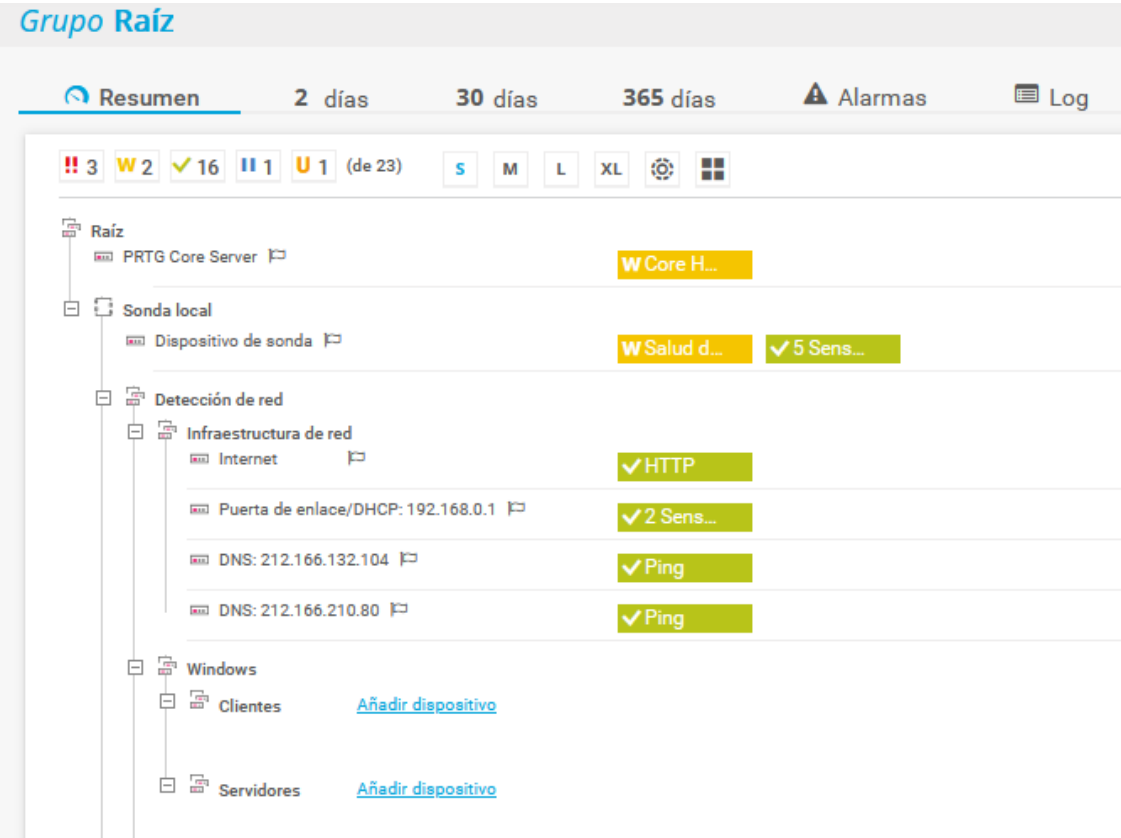 Grupo Raíz
Resumen 2 días 30 días 365 días Alarmas Log
!! 3 W 2 16 1 U 1 (de 23) S M L XL
Raíz
PRTG Core Server W Core H...
Sonda local
Dispositivo de sonda W Salud d... 5 Sens...
Detección de red
Infraestructura de red
Internet HTTP
Puerta de enlace/DHCP: 192.168.0.1 2 Sens...
DNS: 212.166.132.104 Ping
DNS: 212.166.210.80 Ping
Windows
Clientes Añadir dispositivo
Servidores Añadir dispositivo